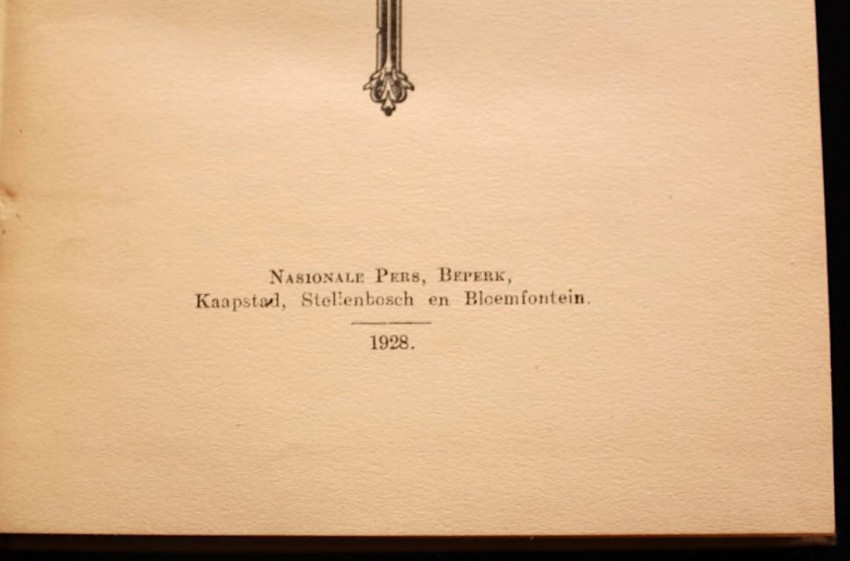 Nasionale Pers, Beperk,
Kaapstad, Stellenbosch en Bloemfontein.
1928.